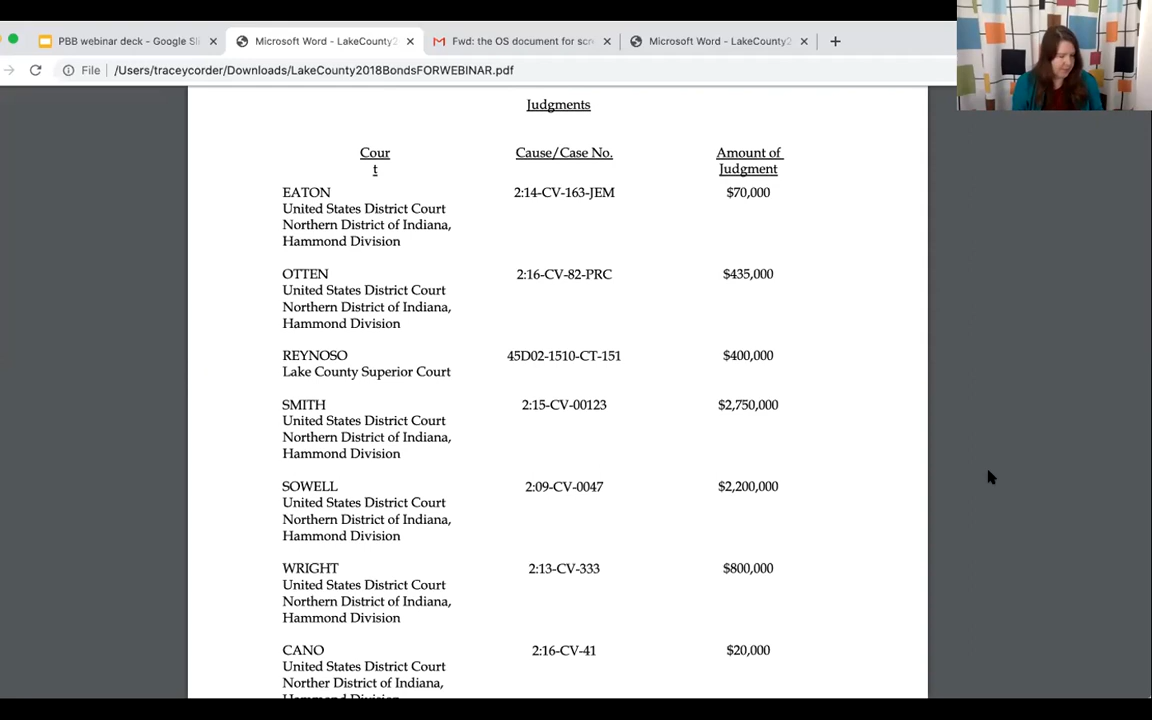 PBB webinar deck - Google Sli
Microsoft Word - LakeCounty2
Fwd: the OS document for scr
Microsoft Word - LakeCounty2
File /Users/traceycorder/Downloads/LakeCounty2018BondsFORWEBINAR.pdf
Judgments
Cour Cause/Case No. Amount of
t Judgment
EATON 2:14-CV-163-JEM $70,000
United States District Court
Northern District of Indiana,
Hammond Division
OTTEN 2:16-CV-82-PRC $435,000
United States District Court
Northern District of Indiana,
Hammond Division
REYNOSO 45D02-1510-CT-151 $400,000
Lake County Superior Court
SMITH 2:15-CV-00123 $2,750,000
United States District Court
Northern District of Indiana,
Hammond Division
SOWELL 2:09-CV-0047 $2,200,000
United States District Court
Northern District of Indiana,
Hammond Division
WRIGHT 2:13-CV-333 $800,000
United States District Court
Northern District of Indiana,
Hammond Division
CANO 2:16-CV-41 $20,000
United States District Court
Norther District of Indiana,
Hammond Division